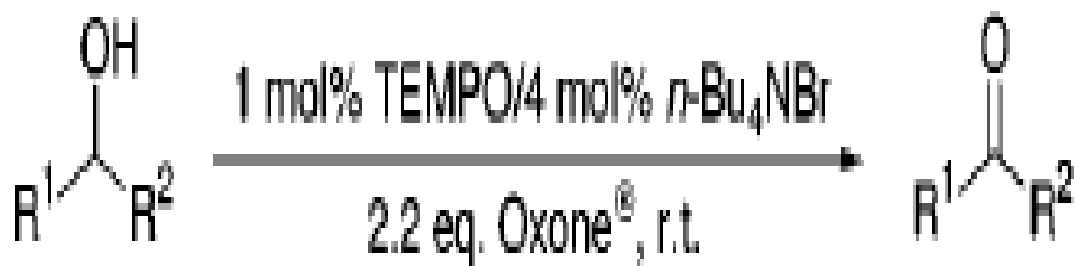 OH
O
1 mol% TEMPO/4 mol% n-Bu₄NBr
R¹ R²
R¹ R²
2.2 eq. Oxone®, r.t.